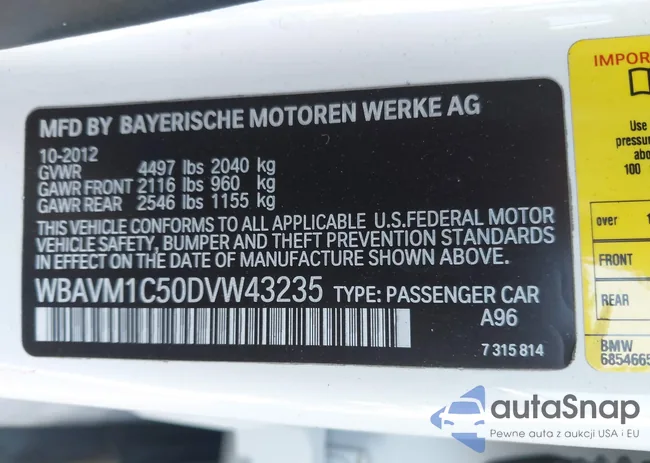 MFD BY BAYERISCHE MOTOREN WERKE AG
10-2012
GVWR 4497 lbs 2040 kg
GAWR FRONT 2116 lbs 960 kg
GAWR REAR 2546 lbs 1155 kg
THIS VEHICLE CONFORMS TO ALL APPLICABLE U.S.FEDERAL MOTOR
VEHICLE SAFETY, BUMPER AND THEFT PREVENTION STANDARDS
IN EFFECT ON THE DATE OF MANUFACTURE SHOWN ABOVE.
WBAVM1C50DVW43235 TYPE: PASSENGER CAR
A96
7 315 814
IMPOR
Use
pressu
abo
100
over 1
FRONT
REAR
BMW
6854665
autaSnap
Pewne auto z aukcji USA i EU